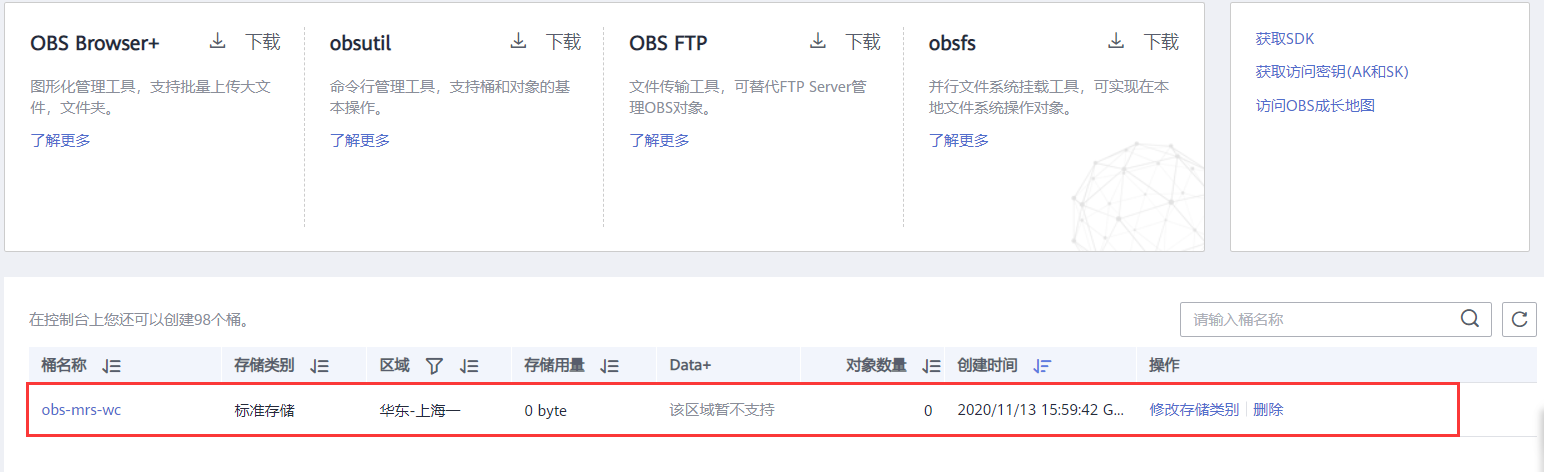 OBS Browser+ 下载
图形化管理工具，支持批量上传大文
件，文件夹。
了解更多
obsutil 下载
命令行管理工具，支持桶和对象的基
本操作。
了解更多
OBS FTP 下载
文件传输工具，可替代FTP Server管
理OBS对象。
了解更多
obsfs 下载
并行文件系统挂载工具，可实现在本
地文件系统操作对象。
了解更多
获取SDK
获取访问密钥(AK和SK)
访问OBS成长地图
在控制台上您还可以创建98个桶。
请输入桶名称
桶名称 存储类别 区域 存储用量 Data+ 对象数量 创建时间 操作
obs-mrs-wc 标准存储 华东-上海一 0 byte 该区域暂不支持 0 2020/11/13 15:59:42 G... 修改存储类别 删除